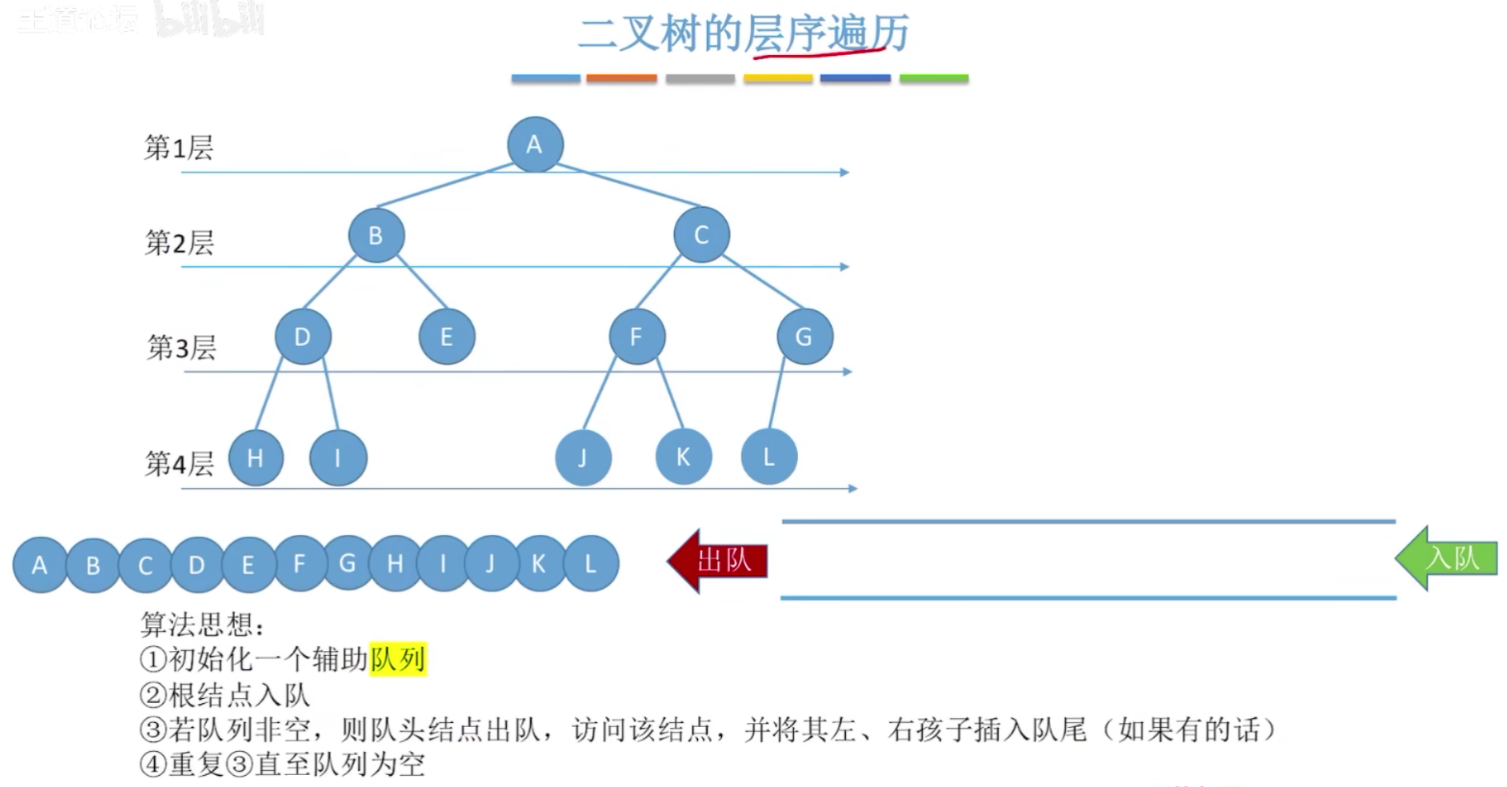 王道论坛 bilibili
二叉树的层序遍历
第1层 A
第2层 B C
第3层 D E F G
第4层 H I J K L
A B C D E F G H I J K L 出队 入队
算法思想：
①初始化一个辅助队列
②根结点入队
③若队列非空，则队头结点出队，访问该结点，并将其左、右孩子插入队尾（如果有的话）
④重复③直至队列为空